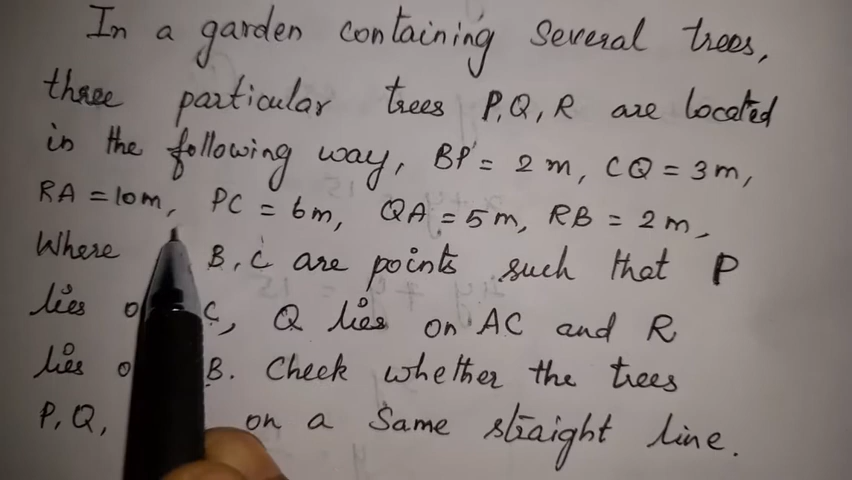 In a garden containing several trees,
three particular trees P,Q,R are located
in the following way, BP = 2 m, CQ = 3 m,
RA = 10 m, PC = 6 m, QA = 5 m, RB = 2 m,
Where B, C are points such that P
lies C, Q lies on AC and R
lies B. Check whether the trees
P, Q, on a same straight line.